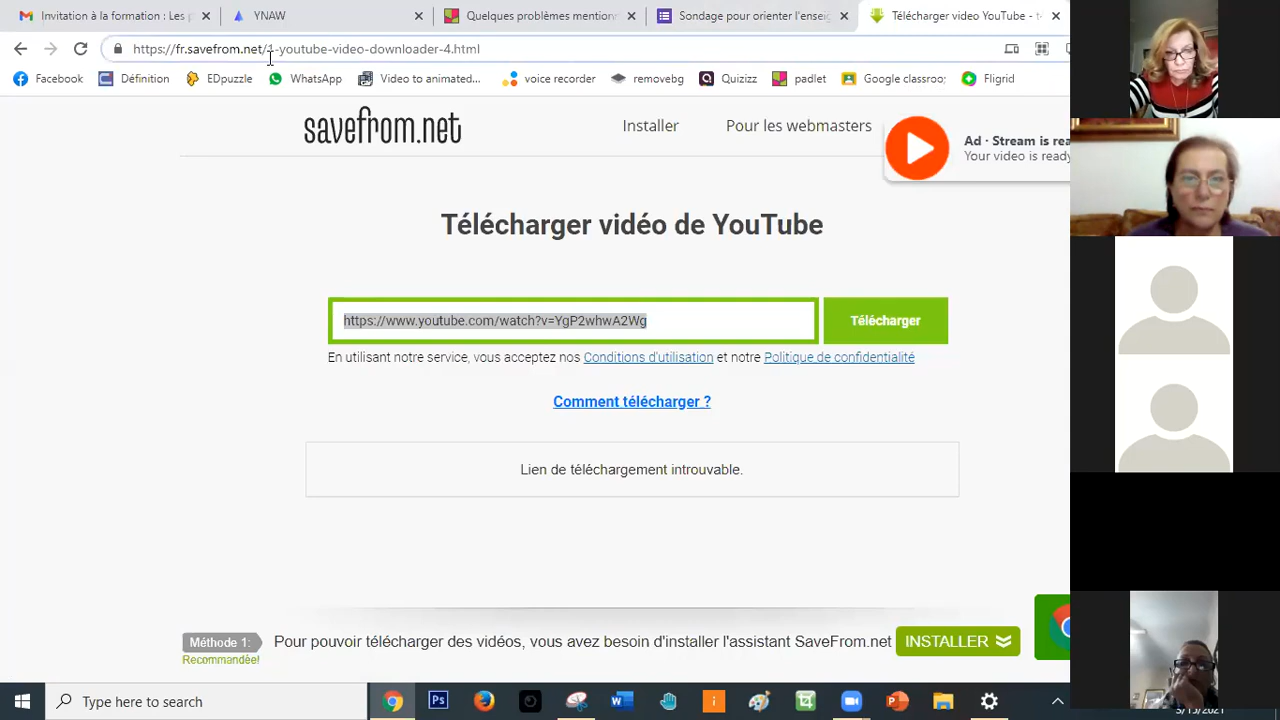 Invitation à la formation : Les p
YNAW
Quelques problèmes mention
Sondage pour orienter l'ensei
Télécharger vidéo YouTube - t
https://fr.savefrom.net/1-youtube-video-downloader-4.html
Facebook
Définition
EDpuzzle
WhatsApp
Video to animated...
voice recorder
removebg
Quizizz
padlet
Google classroo;
Fligrid
savefrom.net
Installer
Pour les webmasters
Ad · Stream is rea
Your video is ready
Télécharger vidéo de YouTube
https://www.youtube.com/watch?v=YgP2whwA2Wg
Télécharger
En utilisant notre service, vous acceptez nos Conditions d'utilisation et notre Politique de confidentialité
Comment télécharger ?
Lien de téléchargement introuvable.
Méthode 1:
Recommandée!
Pour pouvoir télécharger des vidéos, vous avez besoin d'installer l'assistant SaveFrom.net
INSTALLER
Type here to search
3/15/2021